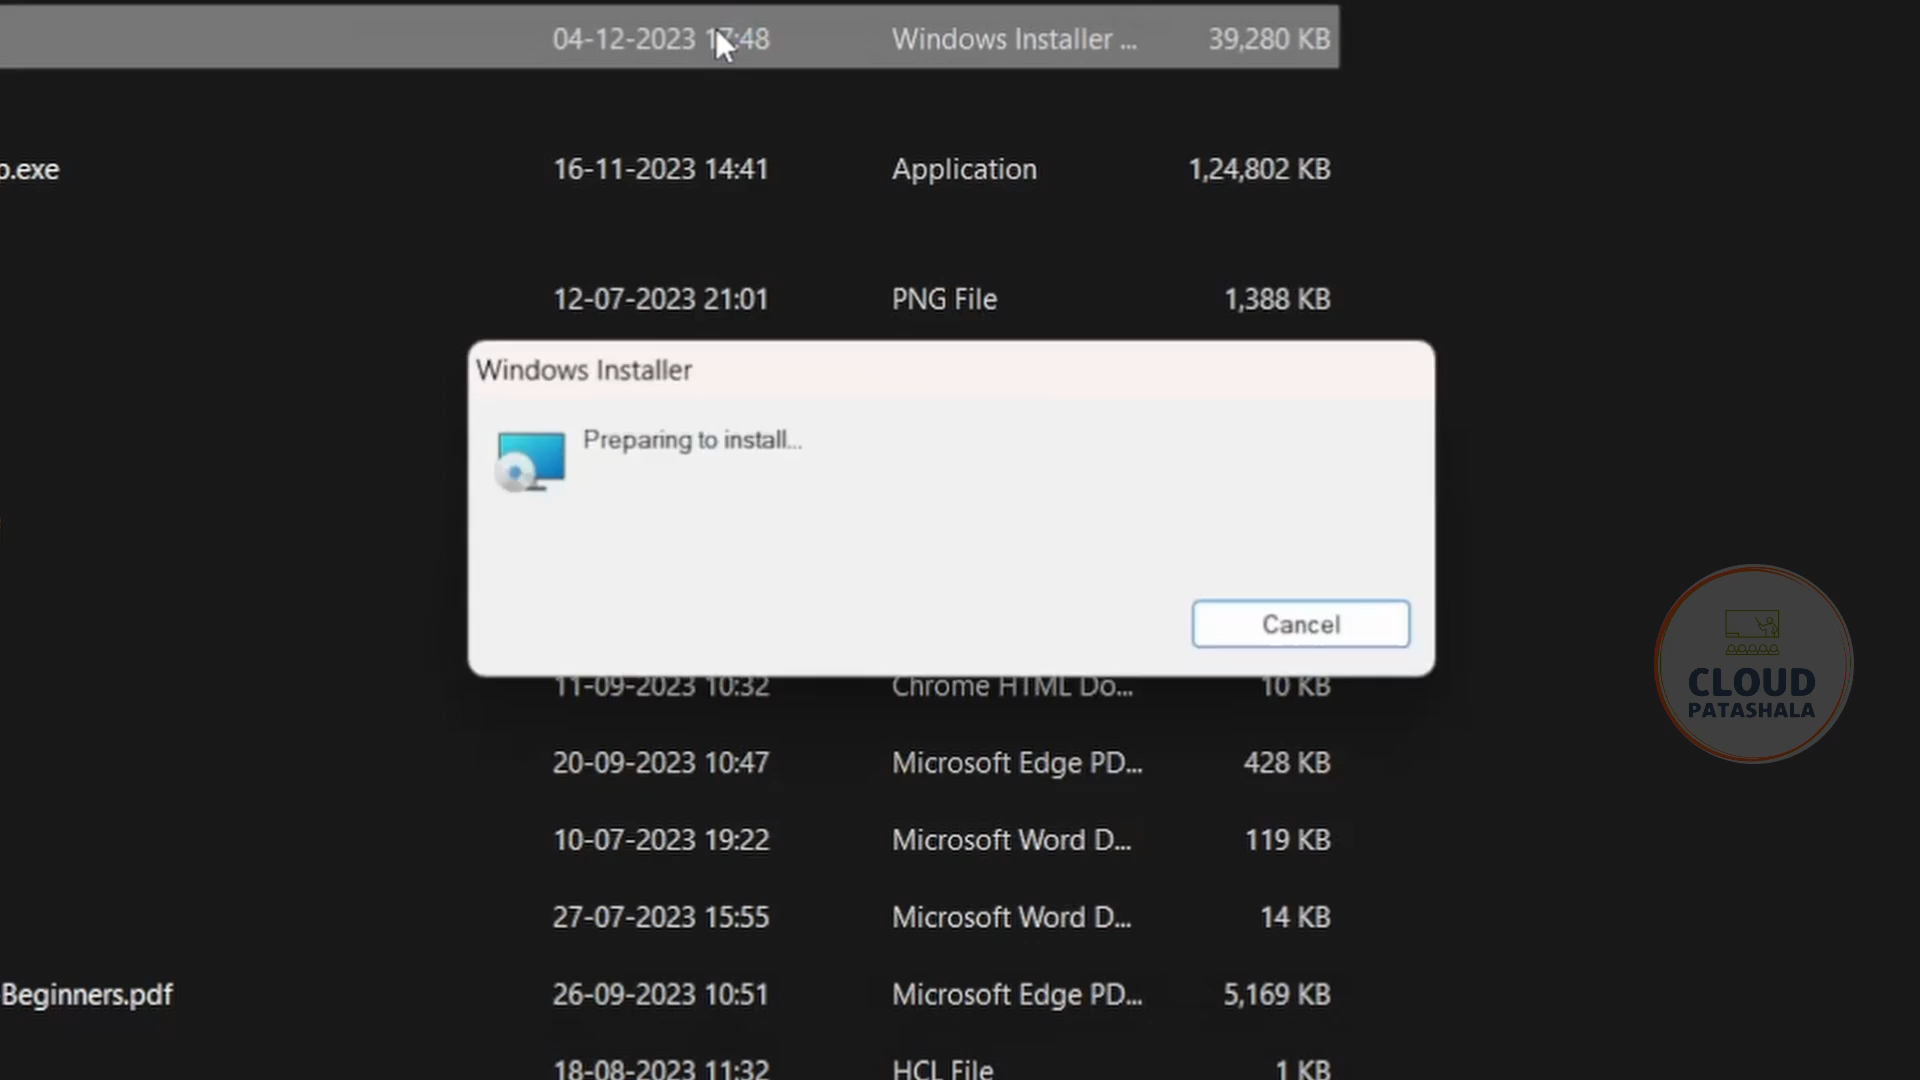 04-12-2023 17:48 Windows Installer ... 39,280 KB
p.exe 16-11-2023 14:41 Application 1,24,802 KB
12-07-2023 21:01 PNG File 1,388 KB
Windows Installer
Preparing to install...
Cancel
11-09-2023 10:32 Chrome HTML Do... 10 KB
CLOUD
PATASHALA
20-09-2023 10:47 Microsoft Edge PD... 428 KB
10-07-2023 19:22 Microsoft Word D... 119 KB
27-07-2023 15:55 Microsoft Word D... 14 KB
Beginners.pdf 26-09-2023 10:51 Microsoft Edge PD... 5,169 KB
18-08-2023 11:32 HCL File 1 KB